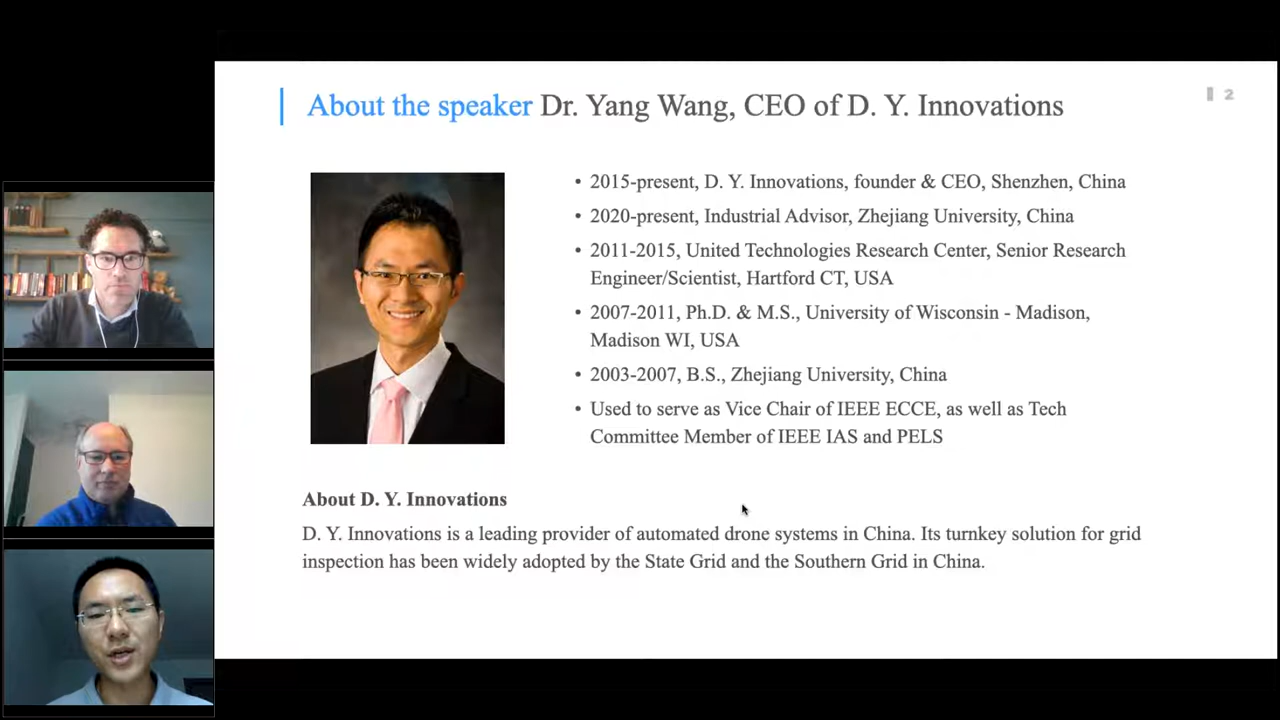 About the speaker Dr. Yang Wang, CEO of D. Y. Innovations
2
• 2015-present, D. Y. Innovations, founder & CEO, Shenzhen, China
• 2020-present, Industrial Advisor, Zhejiang University, China
• 2011-2015, United Technologies Research Center, Senior Research
Engineer/Scientist, Hartford CT, USA
• 2007-2011, Ph.D. & M.S., University of Wisconsin - Madison,
Madison WI, USA
• 2003-2007, B.S., Zhejiang University, China
• Used to serve as Vice Chair of IEEE ECCE, as well as Tech
Committee Member of IEEE IAS and PELS
About D. Y. Innovations
D. Y. Innovations is a leading provider of automated drone systems in China. Its turnkey solution for grid
inspection has been widely adopted by the State Grid and the Southern Grid in China.